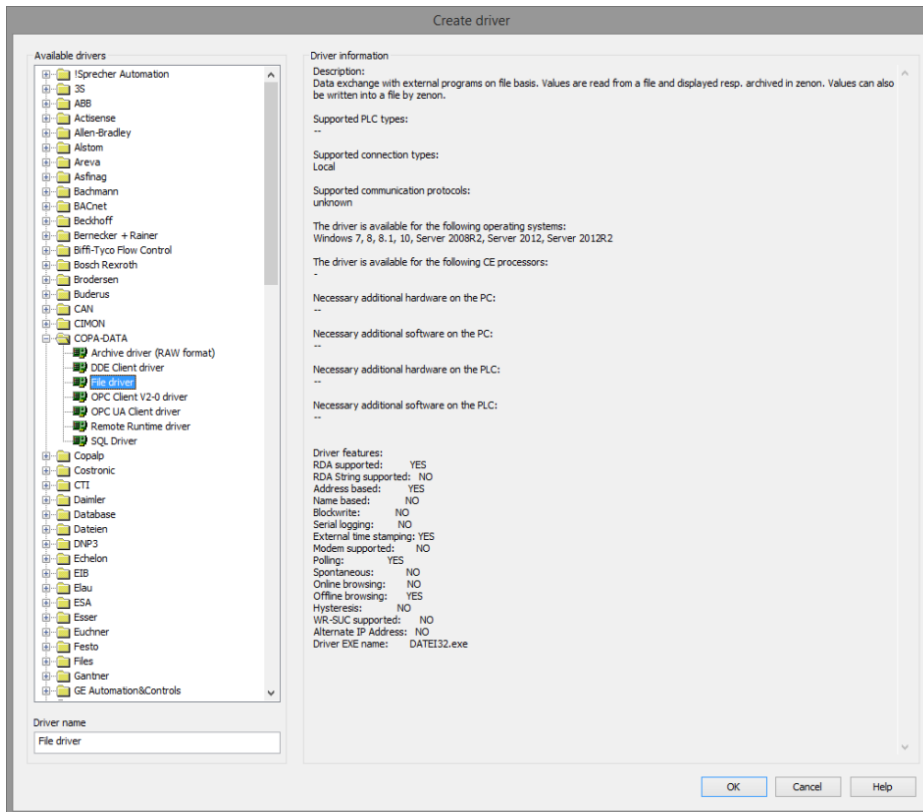 Create driver
Available drivers
!Sprecher Automation
3S
ABB
Actisense
Allen-Bradley
Alstom
Areva
Asfinag
Bachmann
BACnet
Beckhoff
Bernecker + Rainer
Biffi-Tyco Flow Control
Bosch Rexroth
Brodersen
Buderus
CAN
CIMON
COPA-DATA
Archive driver (RAW format)
DDE Client driver
File driver
OPC Client V2-0 driver
OPC UA Client driver
Remote Runtime driver
SQL Driver
Copalp
Costronic
CTI
Daimler
Database
Dateien
DNP3
Echelon
EIB
Elau
ESA
Esser
Euchner
Festo
Files
Gantner
GE Automation&Controls
Driver name
File driver
Driver information
Description:
Data exchange with external programs on file basis. Values are read from a file and displayed resp. archived in zenon. Values can also
be written into a file by zenon.
Supported PLC types:
--
Supported connection types:
Local
Supported communication protocols:
unknown
The driver is available for the following operating systems:
Windows 7, 8, 8.1, 10, Server 2008R2, Server 2012, Server 2012R2
The driver is available for the following CE processors:
-
Necessary additional hardware on the PC:
--
Necessary additional software on the PC:
--
Necessary additional hardware on the PLC:
--
Necessary additional software on the PLC:
--
Driver features:
RDA supported: YES
RDA String supported: NO
Address based: YES
Name based: NO
Blockwrite: NO
Serial logging: NO
External time stamping: YES
Modem supported: NO
Polling: YES
Spontaneous: NO
Online browsing: NO
Offline browsing: YES
Hysteresis: NO
WR-SUC supported: NO
Alternate IP Address: NO
Driver EXE name: DATEI32.exe
OK
Cancel
Help